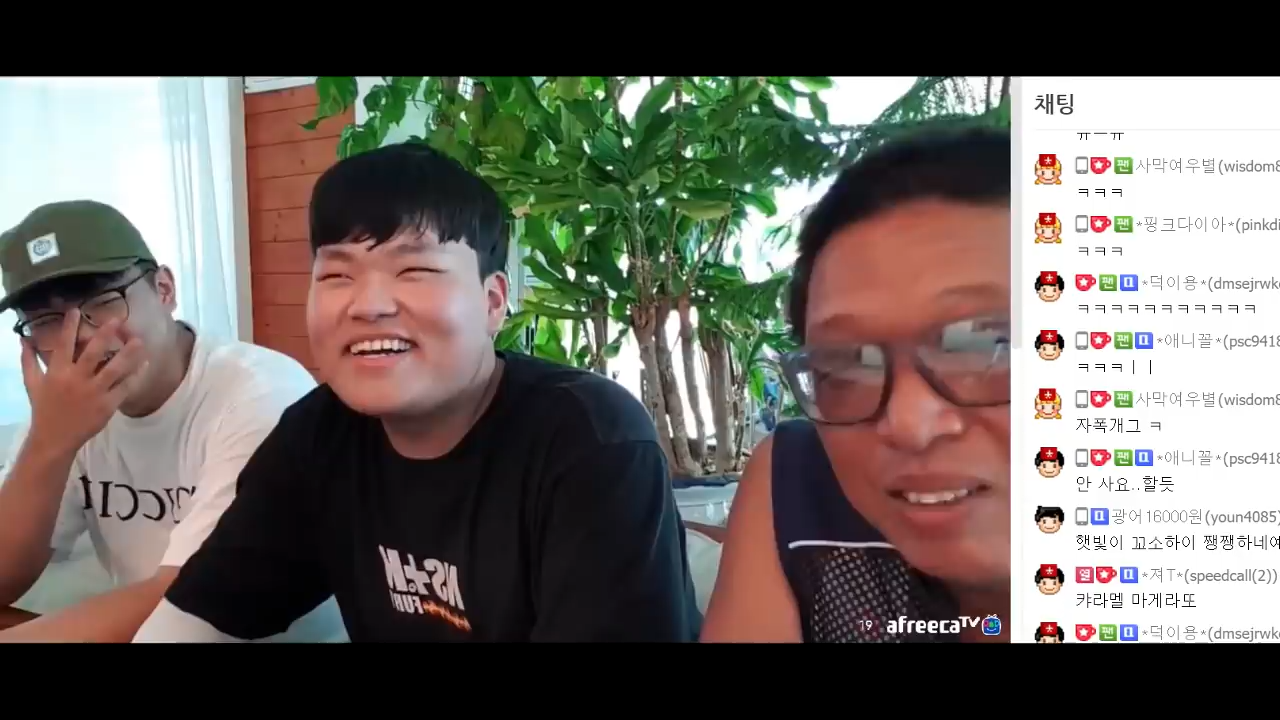 채팅
사막여우별(wisdom8
ㅋㅋㅋ
*핑크다이아*(pinkdi
ㅋㅋㅋ
*덕이용*(dmsejrwk
ㅋㅋㅋㅋㅋㅋㅋㅋㅋㅋㅋ
*애니꼴*(psc9418
ㅋㅋㅋㅣㅣ
사막여우별(wisdom8
자폭개그 ㅋ
*애니꼴*(psc9418
안 사요..할듯
광어16000원(youn4085)
햇빛이 꼬소하이 쨍쨍하네예
*져T*(speedcall(2))
캬라멜 마게라또
*덕이용*(dmsejrwk
19 afreecaTV